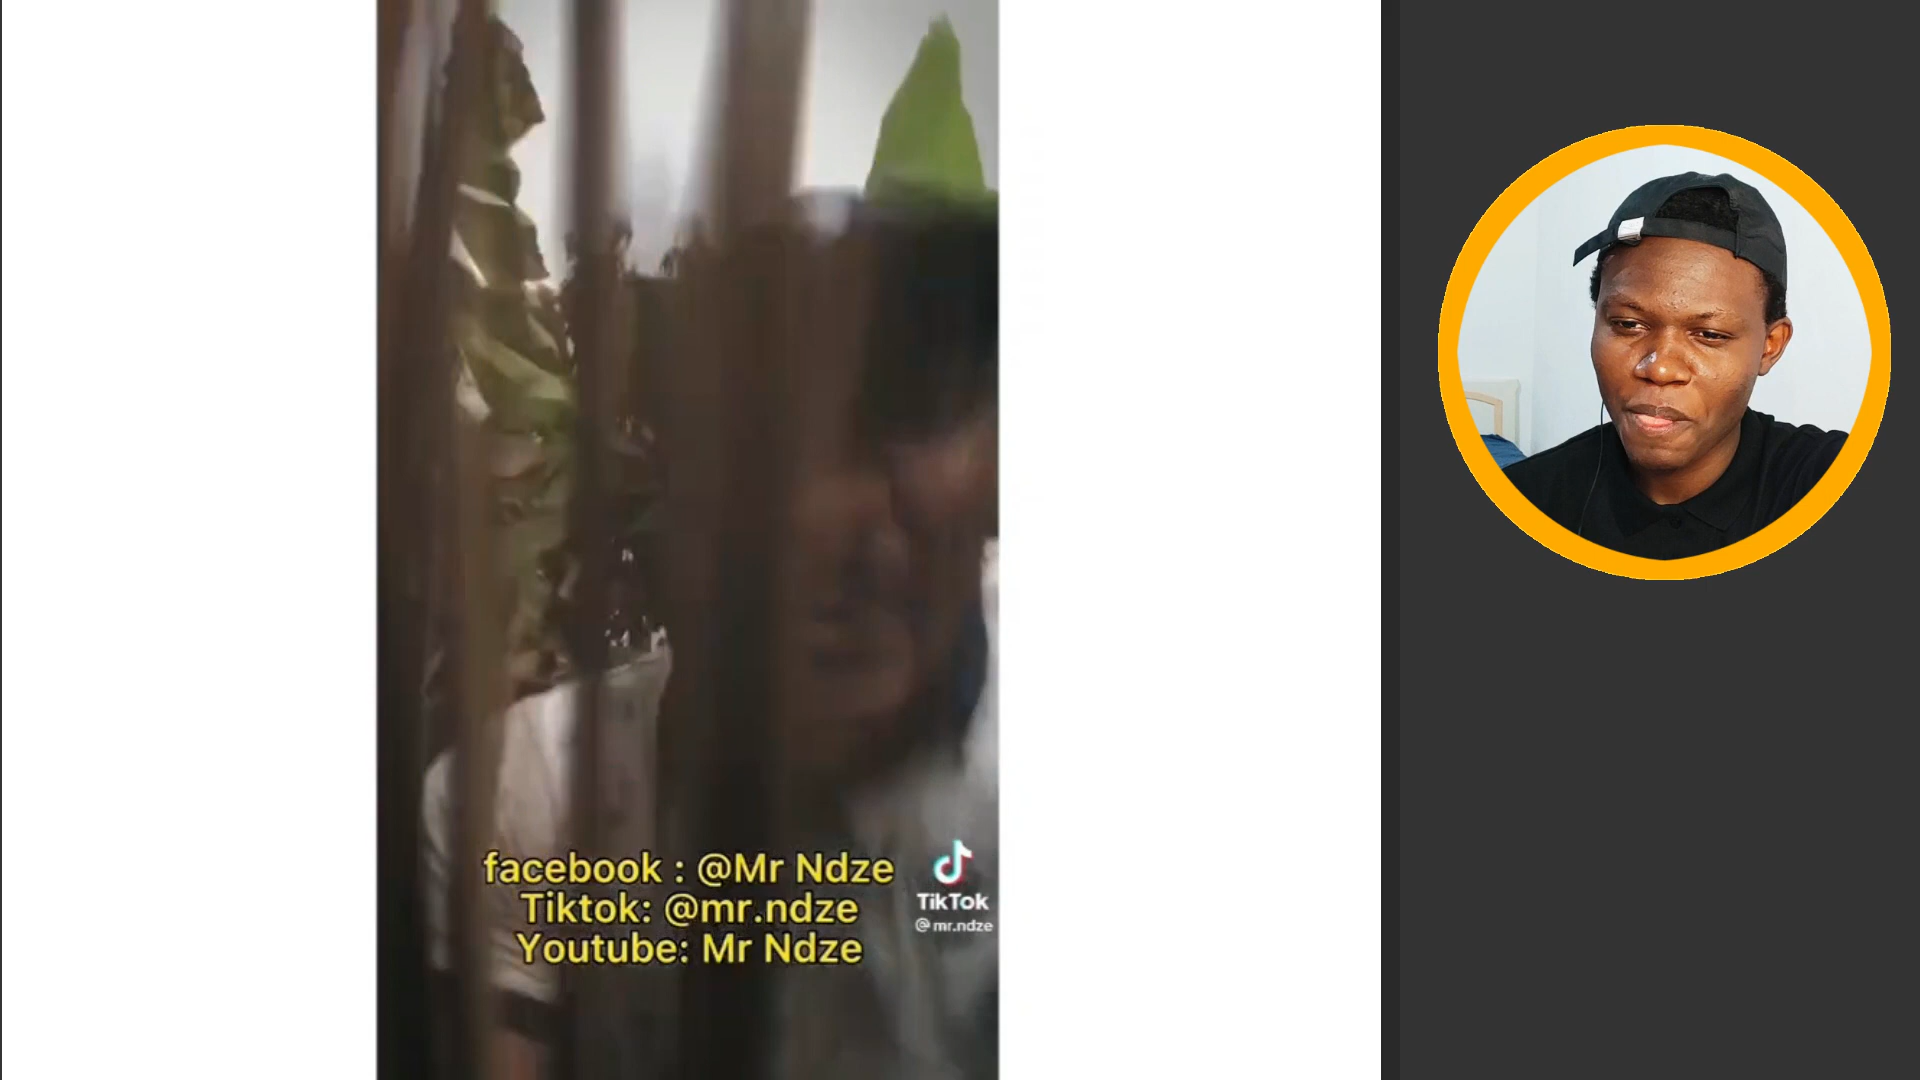 facebook : @Mr Ndze
Tiktok: @mr.ndze
Youtube: Mr Ndze
TikTok
@mr.ndze